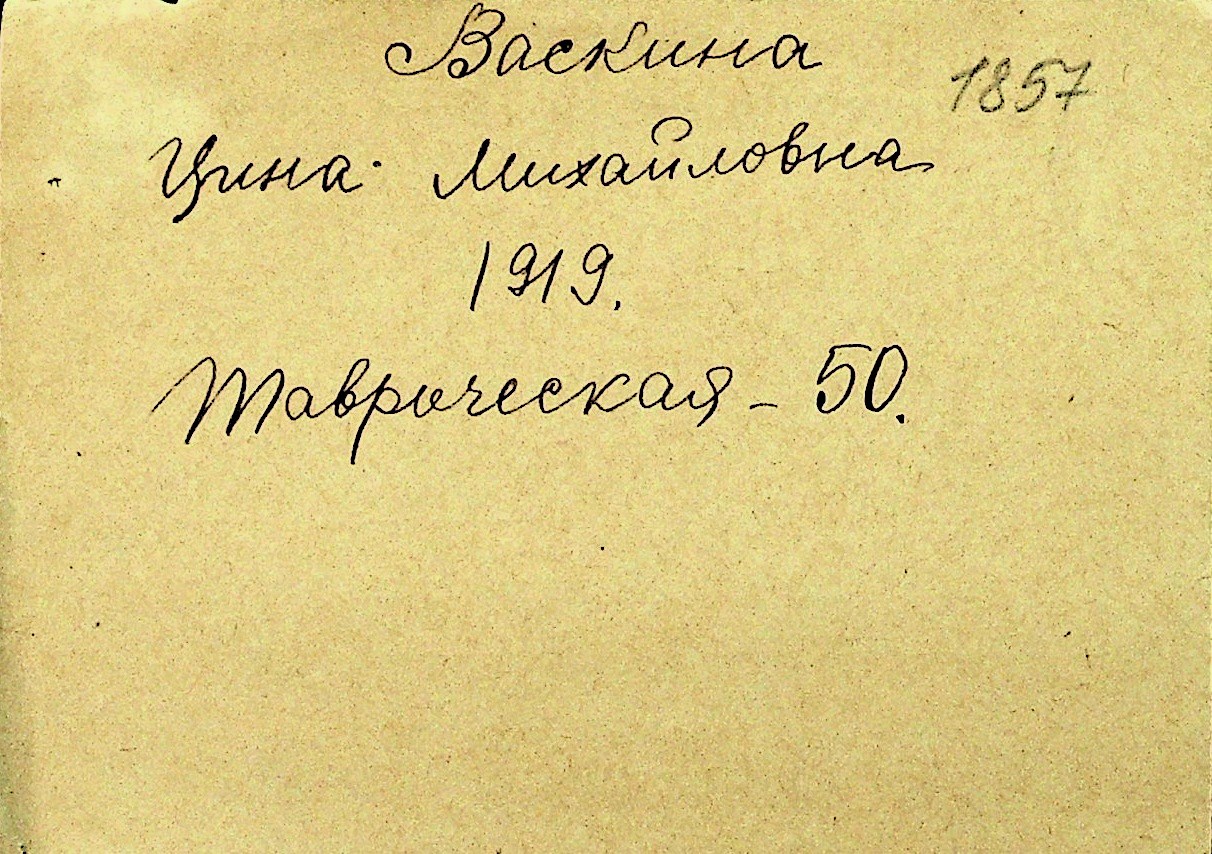 Васкина
1857
Цина Михайловна
1919.
Таврическая - 50.